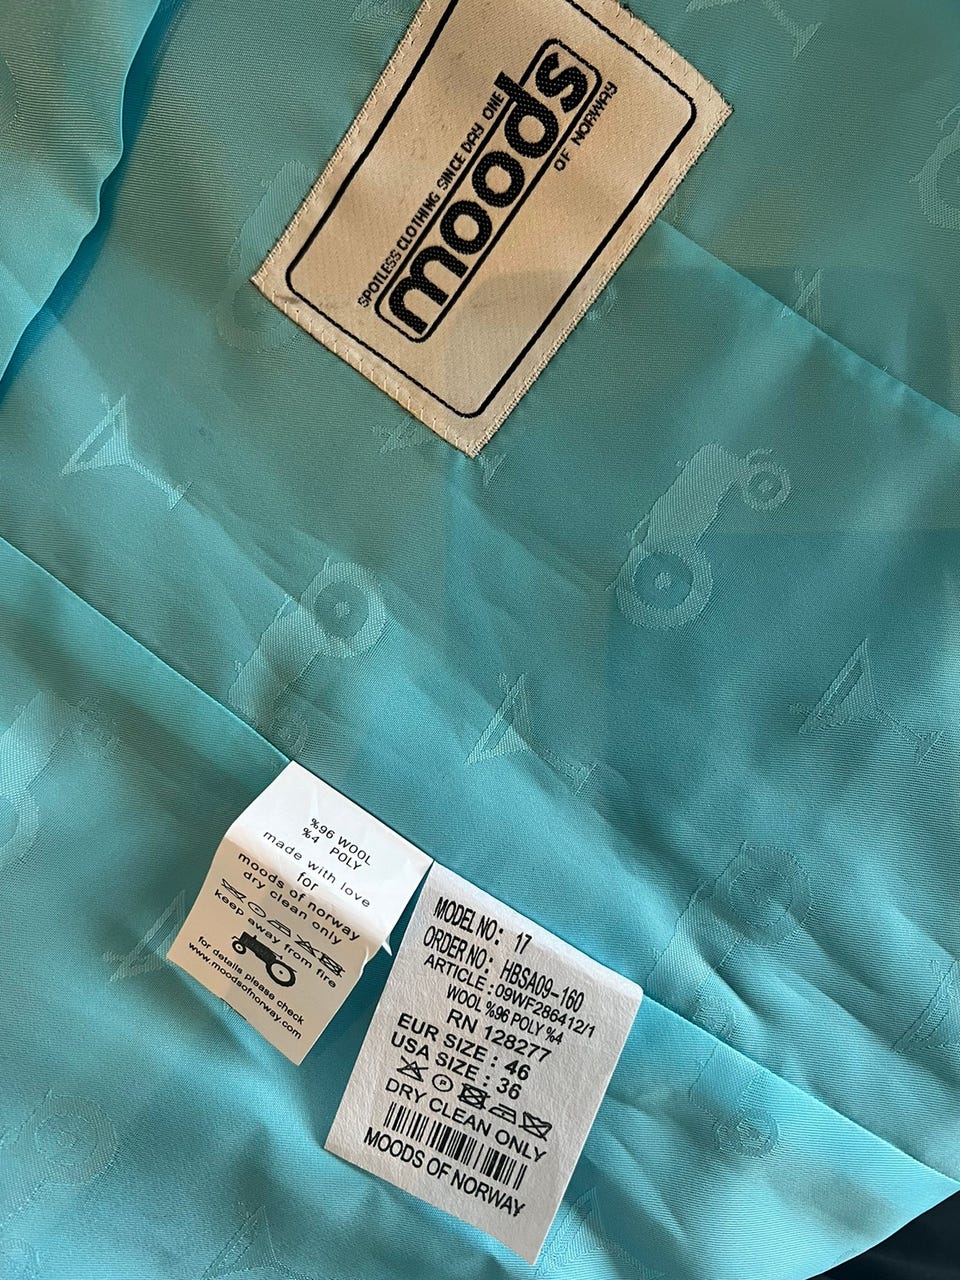 SPOTLESS CLOTHING SINCE DAY ONE
moods
OF NORWAY
%96 WOOL
%4 POLY
made with love
for
moods of norway
dry clean only
keep away from fire
for details please check
www.moodsofnorway.com
MODEL NO: 17
ORDER NO: HBSA09-160
ARTICLE :09WF286412/1
WOOL %96 POLY %4
RN 128277
EUR SIZE : 46
USA SIZE : 36
P
DRY CLEAN ONLY
MOODS OF NORWAY